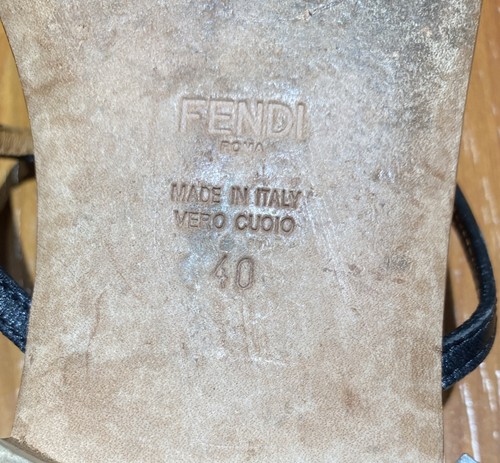 FENDI
ROMA
MADE IN ITALY
VERO CUOIO
40